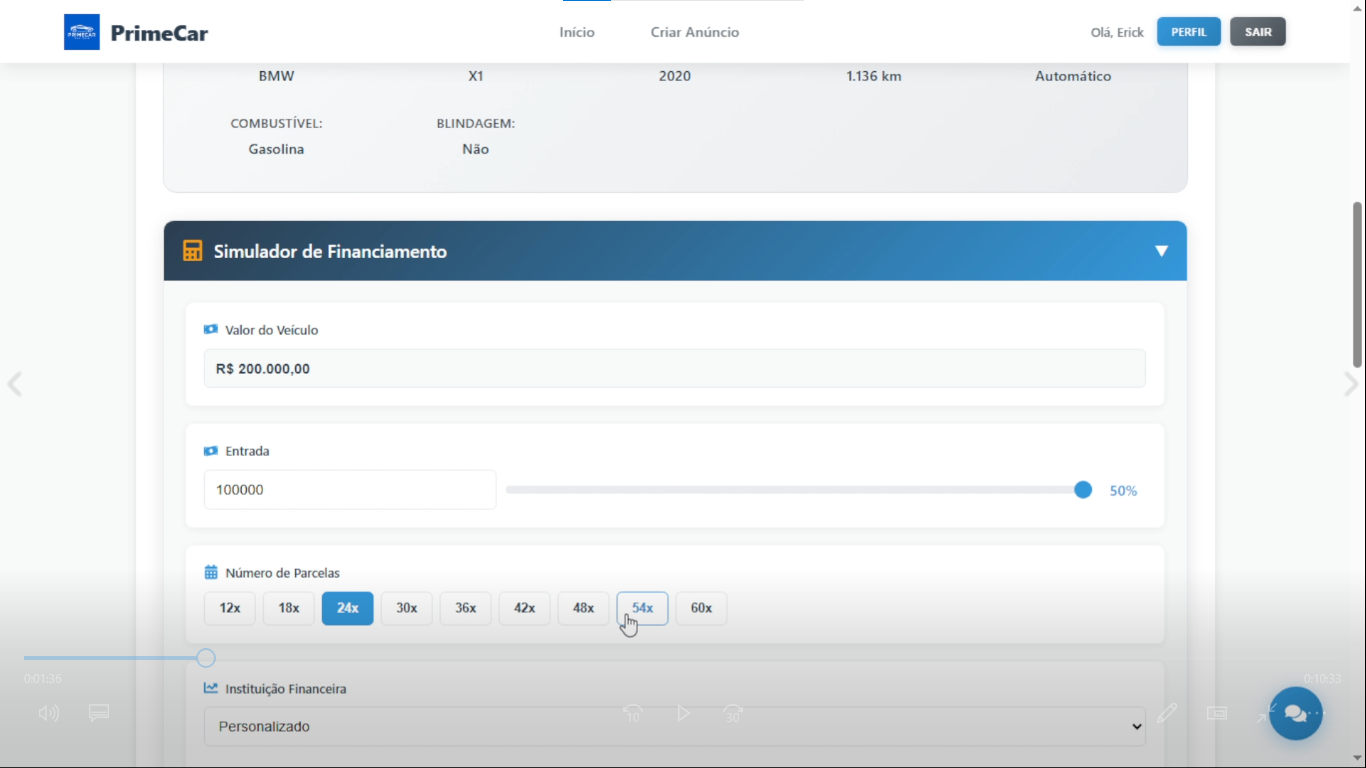 PRIMECAR
PrimeCar
Início
Criar Anúncio
Olá, Erick
PERFIL
SAIR
BMW
X1
2020
1.136 km
Automático
COMBUSTÍVEL:
BLINDAGEM:
Gasolina
Não
Simulador de Financiamento
Valor do Veículo
R$ 200.000,00
Entrada
100000
50%
Número de Parcelas
12x
18x
24x
30x
36x
42x
48x
54x
60x
0:01:36
0:10:33
Instituição Financeira
10
30
Personalizado